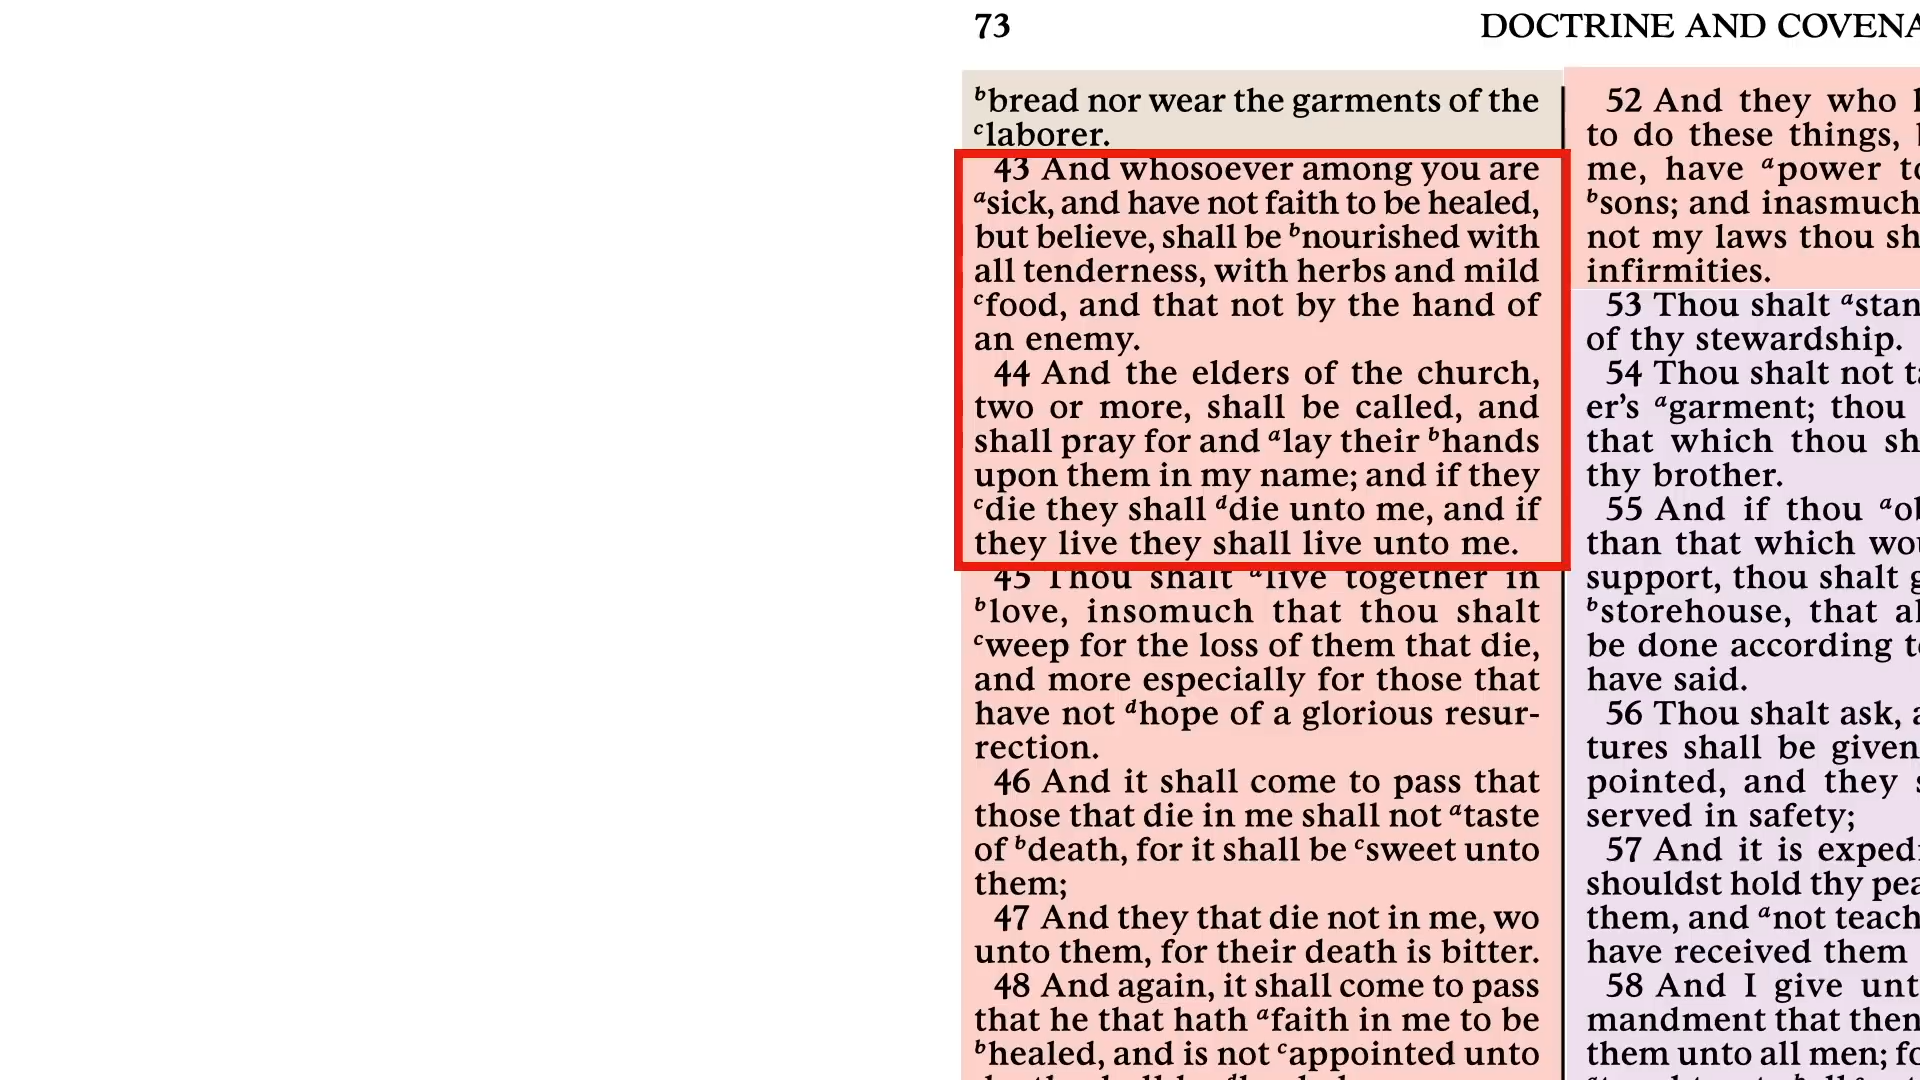 73
DOCTRINE AND
bread nor wear the garments of the
claborer.
43 And whosoever among you are
asick, and have not faith to be healed,
but believe, shall be bnourished with
all tenderness, with herbs and mild
cfood, and that not by the hand of
an enemy.
44 And the elders of the church,
two or more, shall be called, and
shall pray for and alay their bhands
upon them in my name; and if they
cdie they shall ddie unto me, and if
they live they shall live unto me.
45 Thou shalt alive together in
blove, insomuch that thou shalt
cweep for the loss of them that die,
and more especially for those that
have not dhope of a glorious resur-
rection.
46 And it shall come to pass that
those that die in me shall not ataste
of bdeath, for it shall be csweet unto
them;
47 And they that die not in me, wo
unto them, for their death is bitter.
48 And again, it shall come to pass
that he that hath afaith in me to be
bhealed, and is not cappointed unto
52 And they who
to do these things,
me, have apower
bsons; and inasmuch
not my laws thou
infirmities.
53 Thou shalt
of thy stewardship.
54 Thou shalt not
er's agarment; thou
that which thou
thy brother.
55 And if thou
than that which
support, thou shalt
bstorehouse, that
be done according
have said.
56 Thou shalt ask,
tures shall be given
pointed, and they
served in safety;
57 And it is
shouldst hold thy
them, and anot teach
have received them
58 And I give
mandment that
them unto all men;